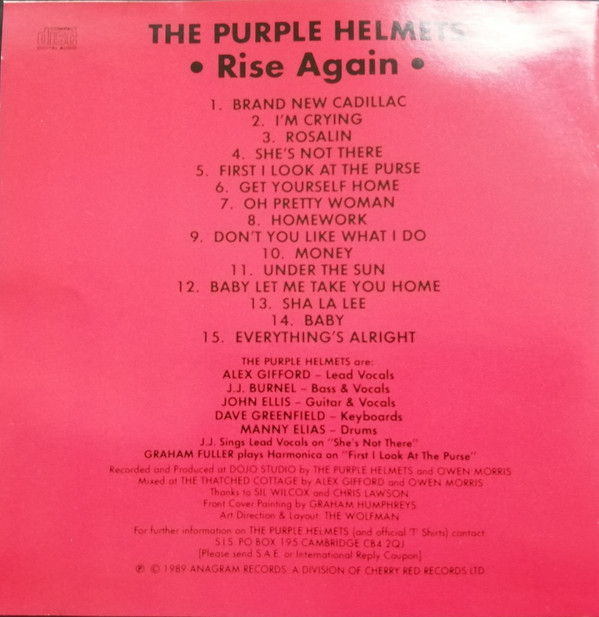 COMPACT
disc
DIGITAL AUDIO
THE PURPLE HELMETS
• Rise Again •
1. BRAND NEW CADILLAC
2. I'M CRYING
3. ROSALIN
4. SHE'S NOT THERE
5. FIRST I LOOK AT THE PURSE
6. GET YOURSELF HOME
7. OH PRETTY WOMAN
8. HOMEWORK
9. DON'T YOU LIKE WHAT I DO
10. MONEY
11. UNDER THE SUN
12. BABY LET ME TAKE YOU HOME
13. SHA LA LEE
14. BABY
15. EVERYTHING'S ALRIGHT
THE PURPLE HELMETS are:
ALEX GIFFORD – Lead Vocals
J.J. BURNEL – Bass & Vocals
JOHN ELLIS – Guitar & Vocals
DAVE GREENFIELD – Keyboards
MANNY ELIAS – Drums
J.J. Sings Lead Vocals on "She's Not There"
GRAHAM FULLER plays Harmonica on "First I Look At The Purse"
Recorded and Produced at DOJO STUDIO by THE PURPLE HELMETS and OWEN MORRIS
Mixed at THE THATCHED COTTAGE by ALEX GIFFORD and OWEN MORRIS
Thanks to SIL WILCOX and CHRIS LAWSON
Front Cover Painting by GRAHAM HUMPHREYS
Art Direction & Layout: THE WOLFMAN
For further information on THE PURPLE HELMETS (and official 'T' Shirts) contact:
S.I.S. PO BOX 195 CAMBRIDGE CB4 2QJ
[Please send S.A.E. or International Reply Coupon]
℗ © 1989 ANAGRAM RECORDS. A DIVISION OF CHERRY RED RECORDS LTD